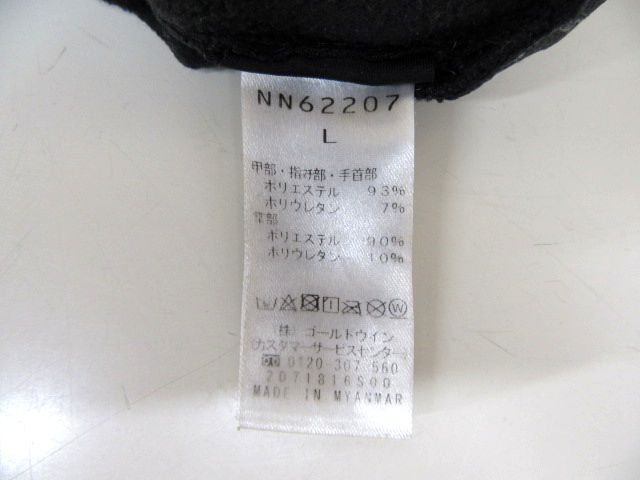 NN62207
L
甲部・指または部・手首部
ポリエステル 93%
ポリウレタン 7%
掌部
ポリエステル 90%
ポリウレタン 10%
W
(株)ゴールドウイン
(カスタマーサービスセンター)
0120-307-560
2071816S00
MADE IN MYANMAR